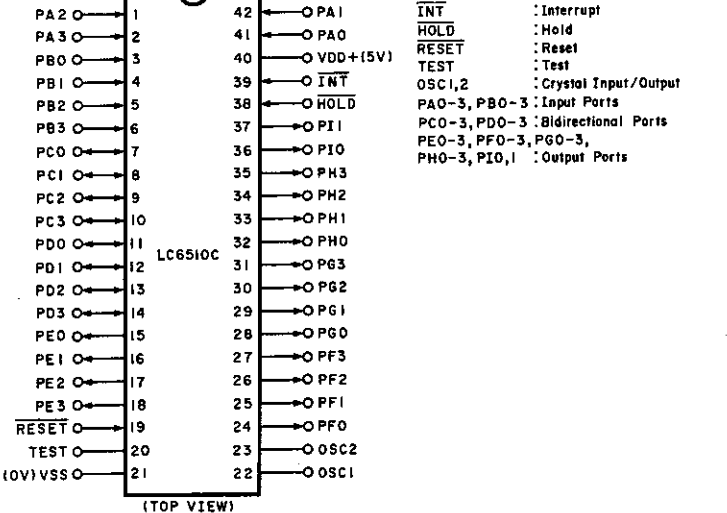 PA2 1
PA3 2
PB0 3
PB1 4
PB2 5
PB3 6
PC0 7
PC1 8
PC2 9
PC3 10
PD0 11
PD1 12
PD2 13
PD3 14
PE0 15
PE1 16
PE2 17
PE3 18
RESET 19
TEST 20
(0V) VSS 21
LC6510C
42 PA1
41 PA0
40 VDD+(5V)
39 INT
38 HOLD
37 PI1
36 PI0
35 PH3
34 PH2
33 PH1
32 PH0
31 PG3
30 PG2
29 PG1
28 PG0
27 PF3
26 PF2
25 PF1
24 PF0
23 OSC2
22 OSC1
(TOP VIEW)
INT : Interrupt
HOLD : Hold
RESET : Reset
TEST : Test
OSC1,2 : Crystal Input/Output
PA0-3, PB0-3 : Input Ports
PC0-3, PD0-3 : Bidirectional Ports
PE0-3, PF0-3, PG0-3,
PH0-3, PI0,1 : Output Ports